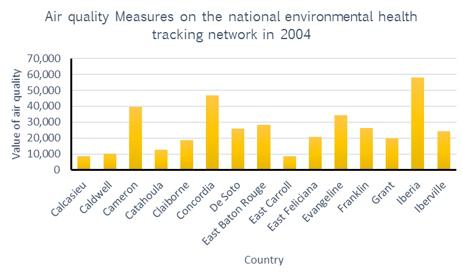 Air quality Measures on the national environmental health
tracking network in 2004
Value of air quality
70,000
60,000
50,000
40,000
30,000
20,000
10,000
0
Calcasieu
Caldwell
Cameron
Catahoula
Claiborne
Concordia
De Soto
East Baton Rouge
East Carroll
East Feliciana
Evangeline
Franklin
Grant
Iberia
Iberville
Country